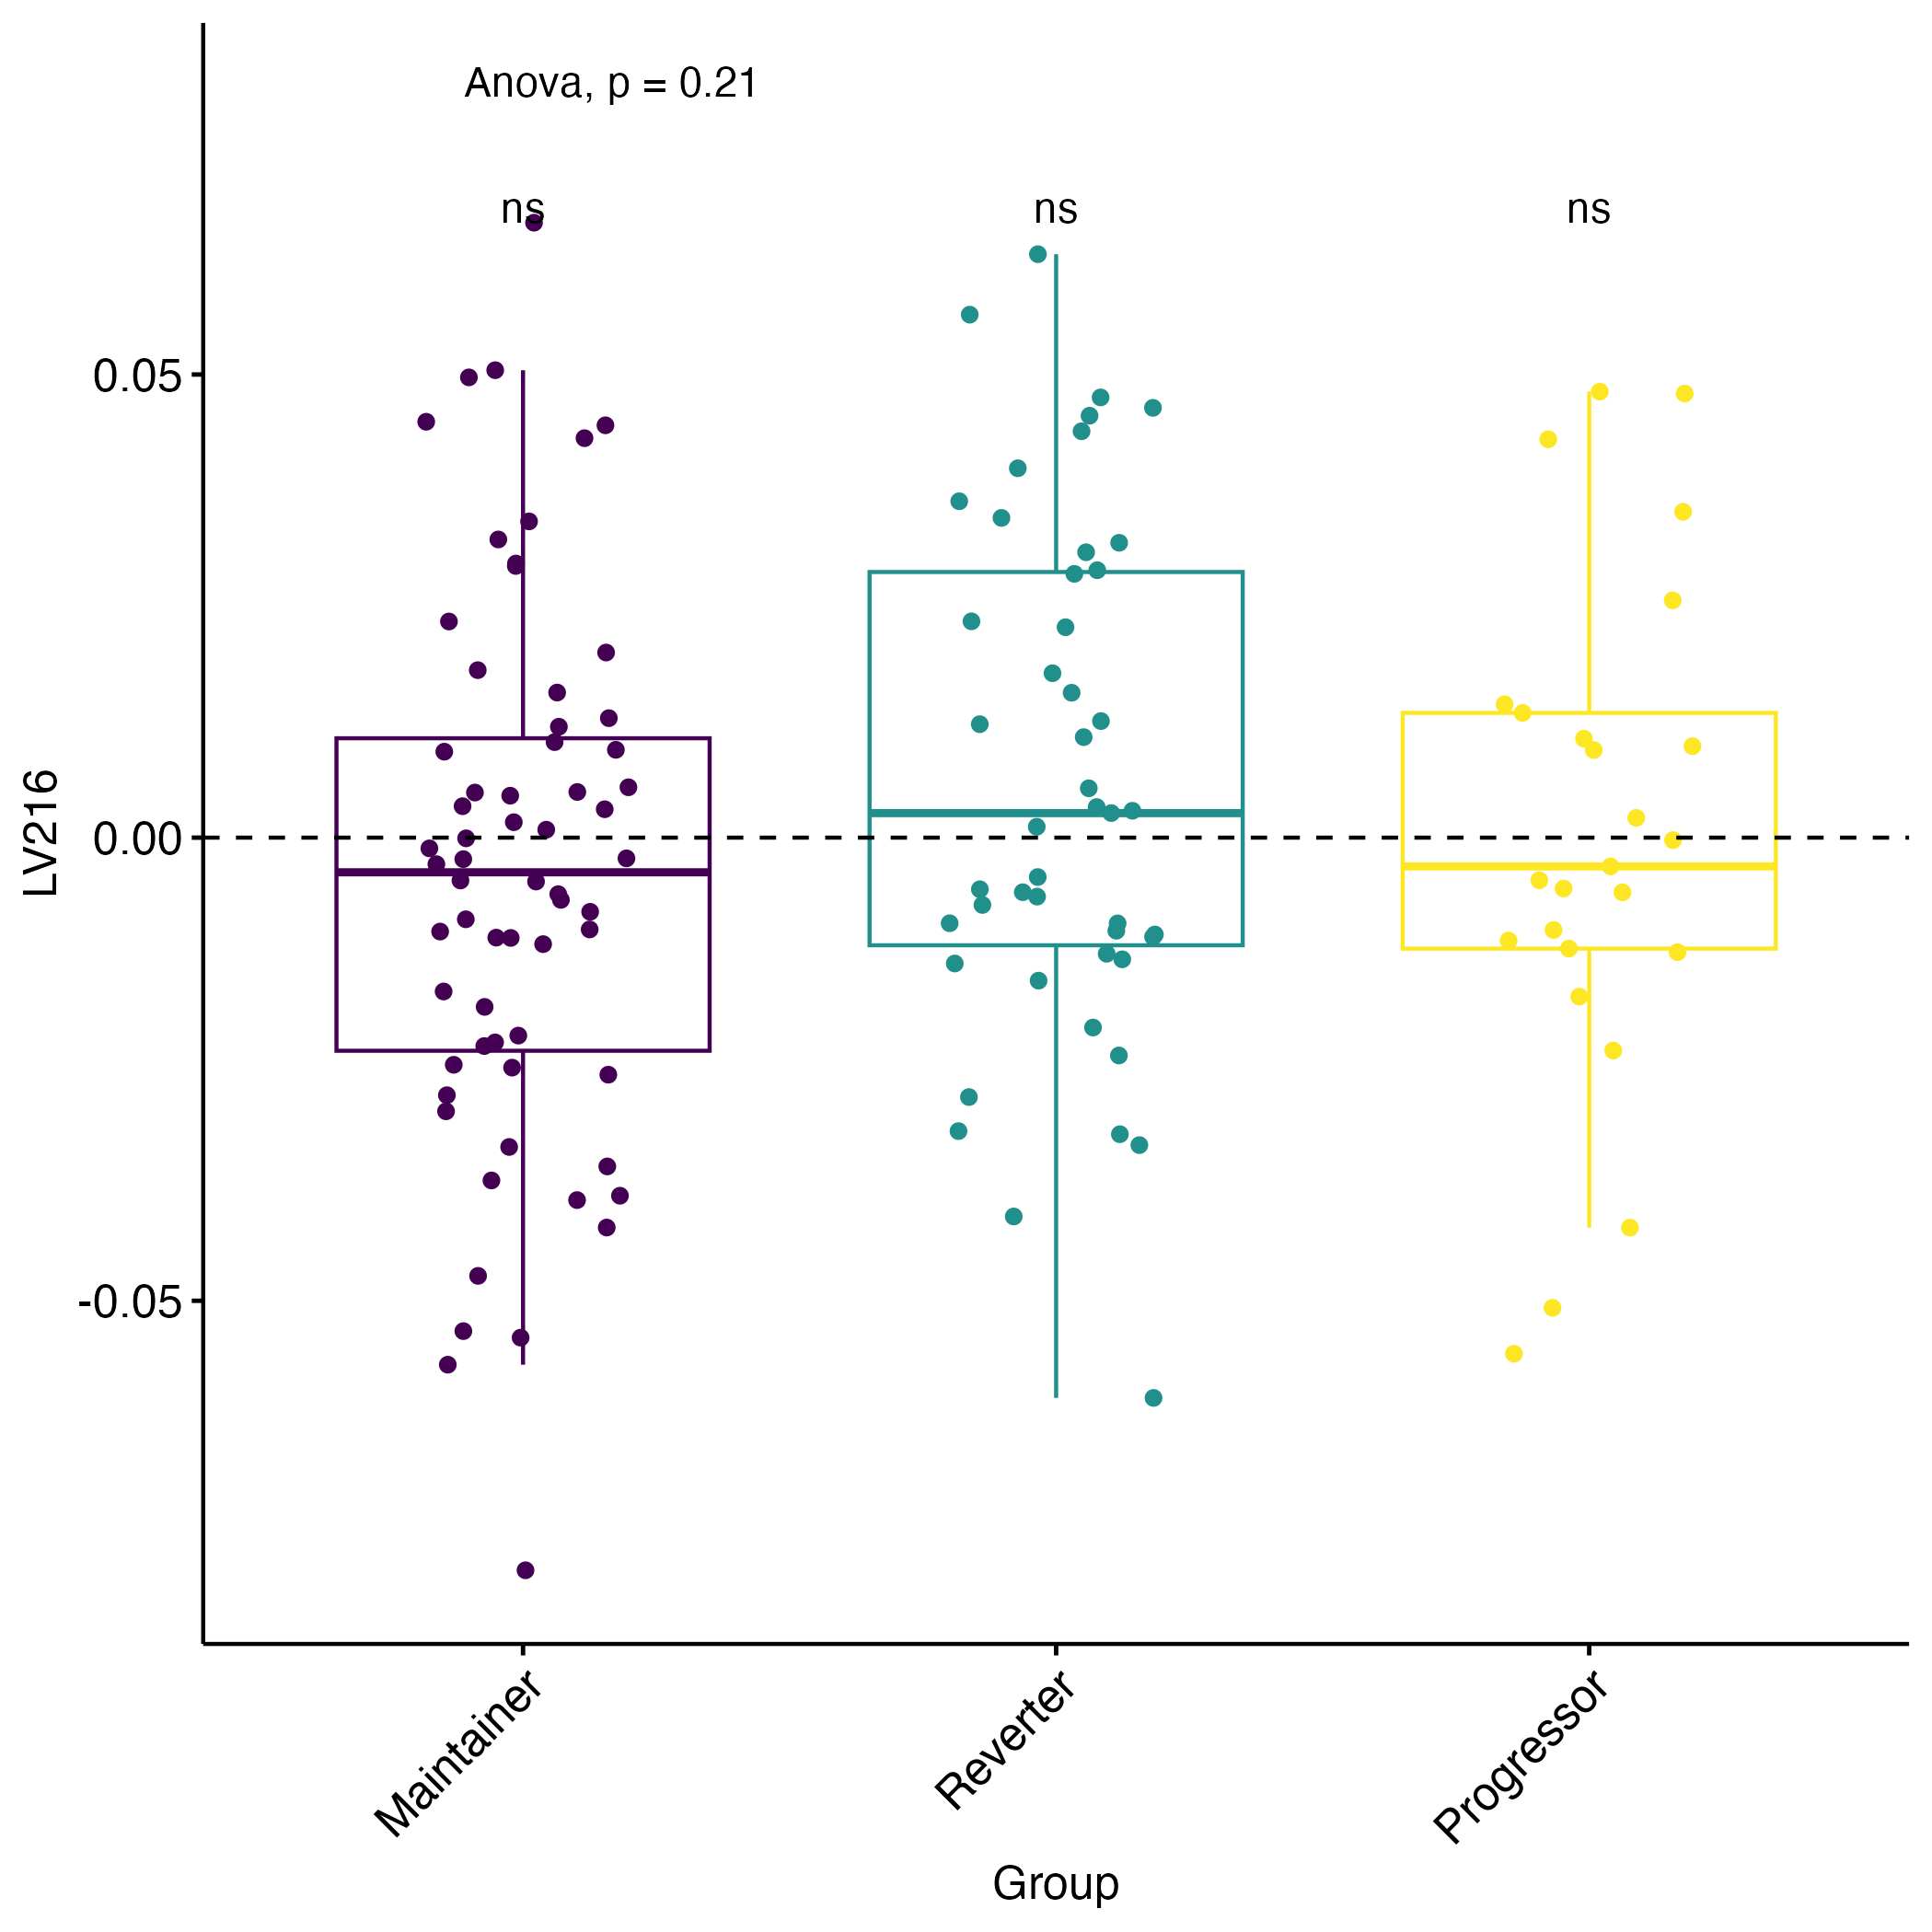 Anova, p = 0.21
ns ns ns
0.05
0.00
-0.05
LV216
Maintainer Reverter Progressor
Group